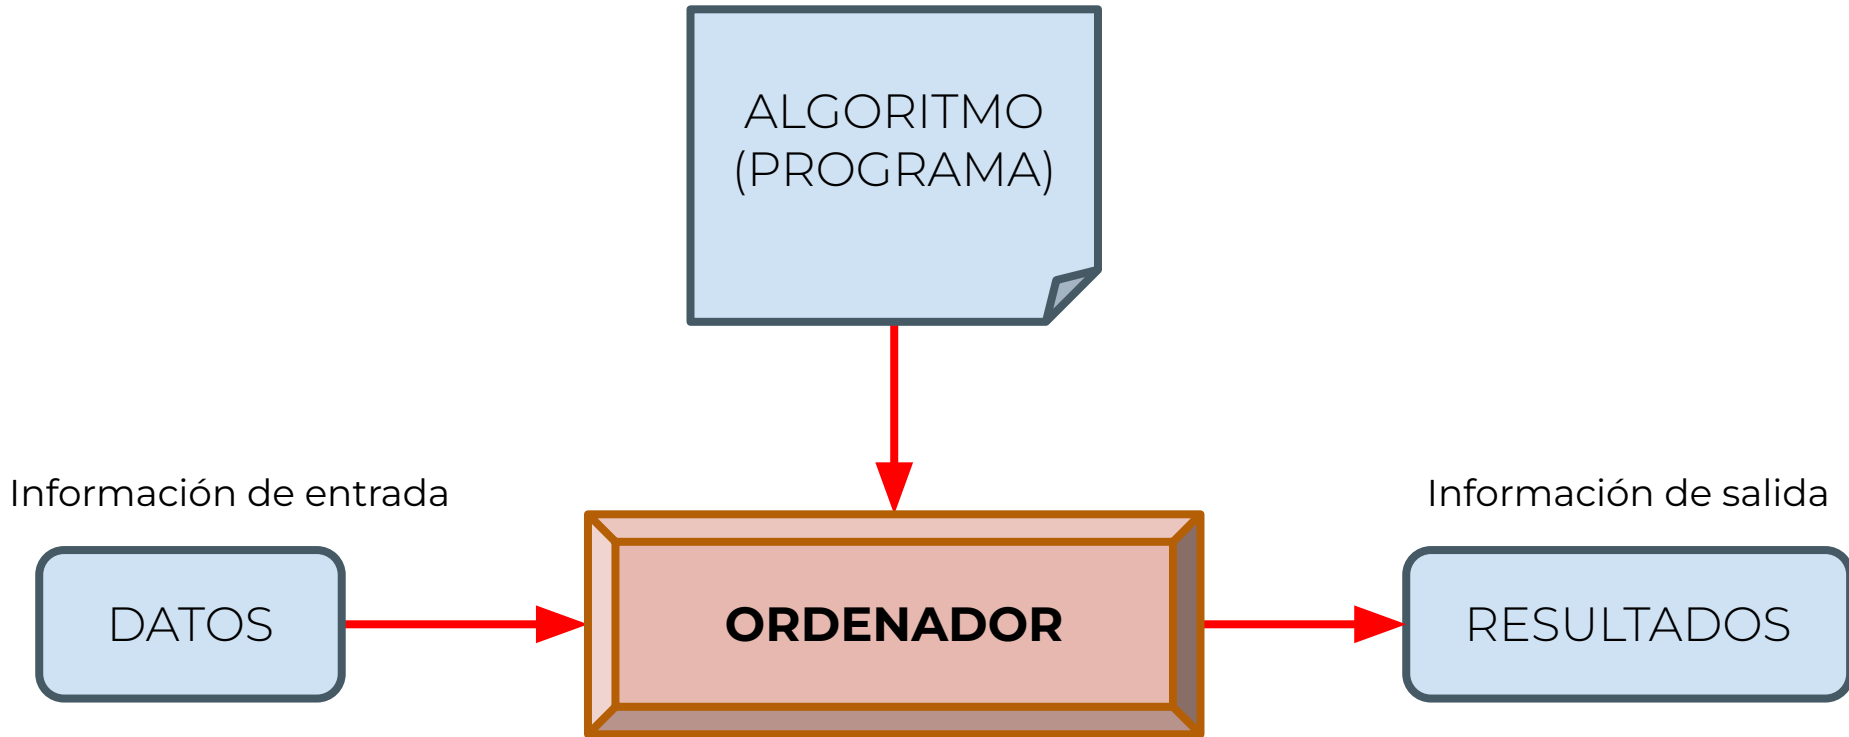 ALGORITMO
(PROGRAMA)
Información de entrada
Información de salida
DATOS
ORDENADOR
RESULTADOS